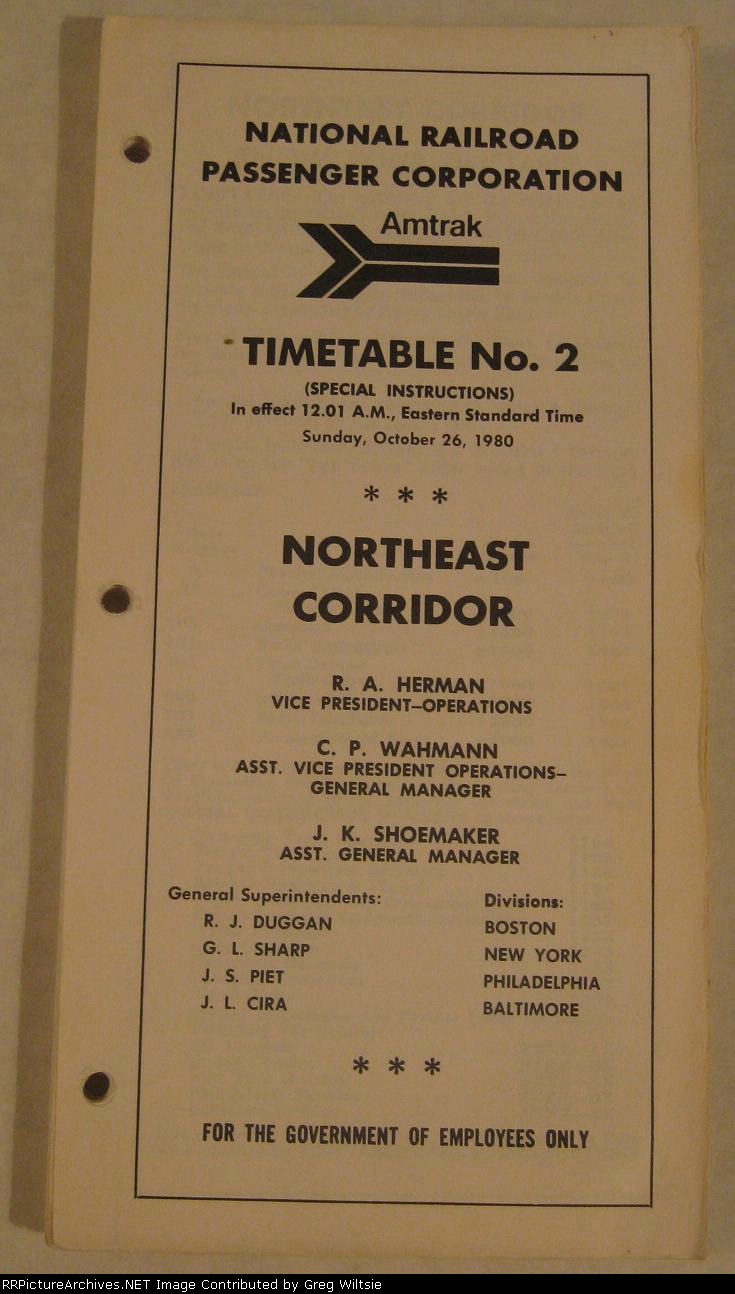 NATIONAL RAILROAD
PASSENGER CORPORATION
Amtrak
TIMETABLE No. 2
(SPECIAL INSTRUCTIONS)
In effect 12.01 A.M., Eastern Standard Time
Sunday, October 26, 1980
* * *
NORTHEAST
CORRIDOR
R. A. HERMAN
VICE PRESIDENT–OPERATIONS
C. P. WAHMANN
ASST. VICE PRESIDENT OPERATIONS–
GENERAL MANAGER
J. K. SHOEMAKER
ASST. GENERAL MANAGER
General Superintendents: Divisions:
R. J. DUGGAN BOSTON
G. L. SHARP NEW YORK
J. S. PIET PHILADELPHIA
J. L. CIRA BALTIMORE
* * *
FOR THE GOVERNMENT OF EMPLOYEES ONLY
RRPictureArchives.NET Image Contributed by Greg Wiltsie